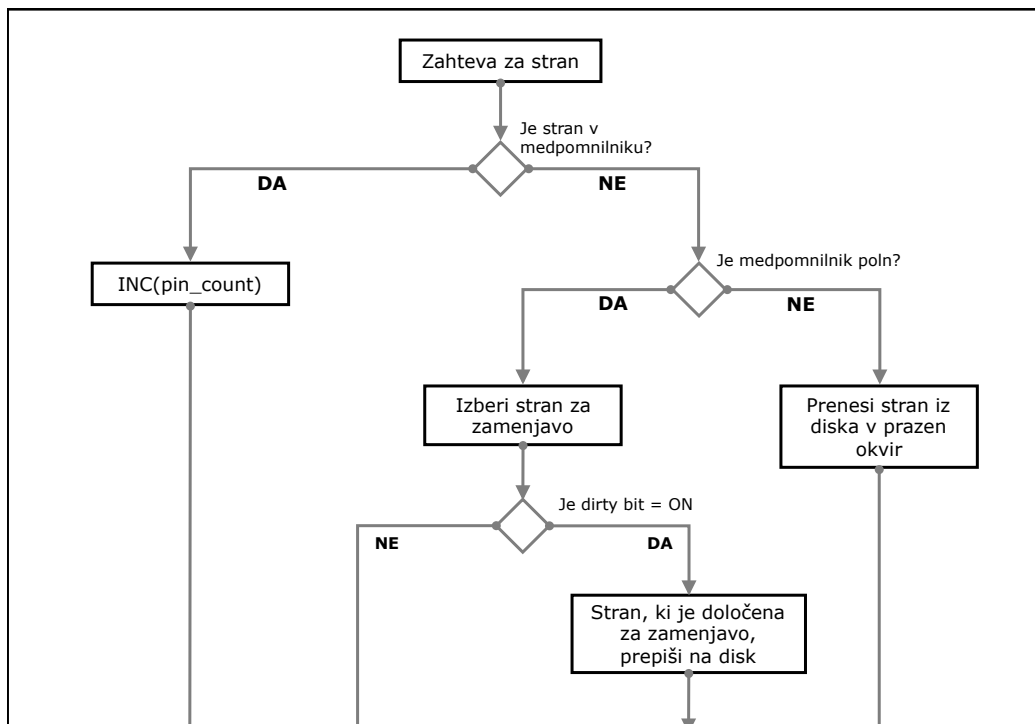 Zahteva za stran
Je stran v
medpomnilniku?
DA
NE
INC(pin_count)
Je medpomnilnik poln?
DA
NE
Izberi stran za
zamenjavo
Prenesi stran iz
diska v prazen
okvir
Je dirty bit = ON
NE
DA
Stran, ki je določena
za zamenjavo,
prepiši na disk